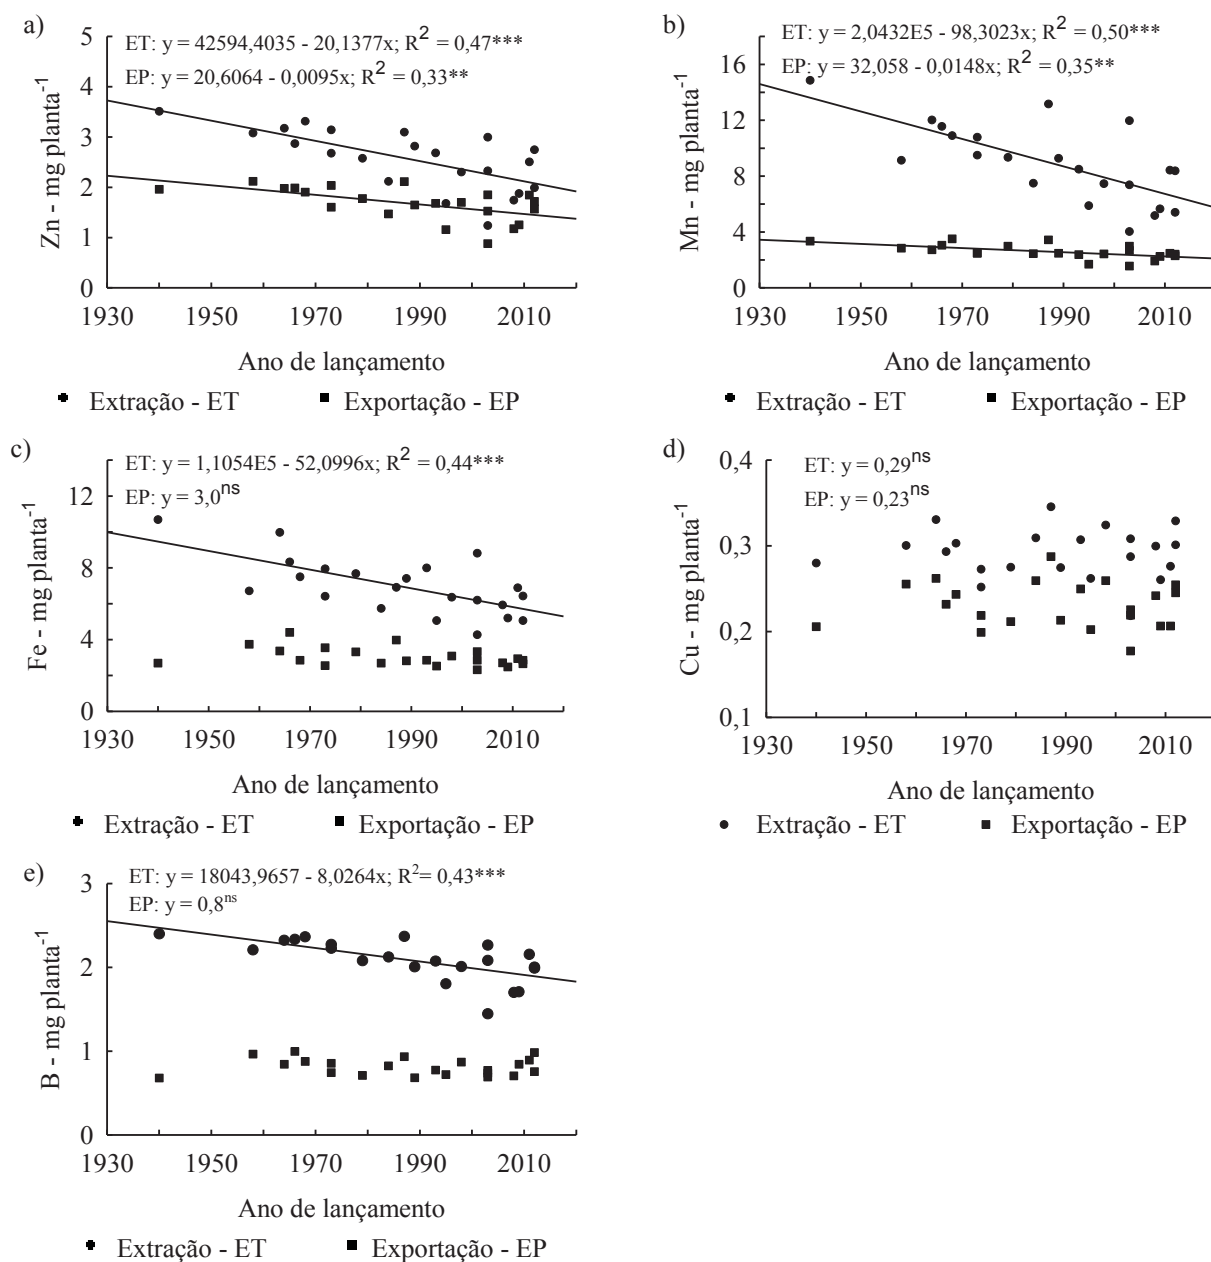 a)
ET: y = 42594,4035 - 20,1377x; R² = 0,47***
EP: y = 20,6064 - 0,0095x; R² = 0,33**
Zn - mg planta⁻¹
5
4
3
2
1
0
1930 1950 1970 1990 2010
Ano de lançamento
Extração - ET Exportação - EP
b)
ET: y = 2,0432E5 - 98,3023x; R² = 0,50***
EP: y = 32,058 - 0,0148x; R² = 0,35**
Mn - mg planta⁻¹
16
12
8
4
0
1930 1950 1970 1990 2010
Ano de lançamento
Extração - ET Exportação - EP
c)
ET: y = 1,1054E5 - 52,0996x; R² = 0,44***
EP: y = 3,0ⁿˢ
Fe - mg planta⁻¹
12
8
4
0
1930 1950 1970 1990 2010
Ano de lançamento
Extração - ET Exportação - EP
d)
ET: y = 0,29ⁿˢ
EP: y = 0,23ⁿˢ
Cu - mg planta⁻¹
0,4
0,3
0,2
0,1
1930 1950 1970 1990 2010
Ano de lançamento
Extração - ET Exportação - EP
e)
ET: y = 18043,9657 - 8,0264x; R²= 0,43***
EP: y = 0,8ⁿˢ
B - mg planta⁻¹
3
2
1
0
1930 1950 1970 1990 2010
Ano de lançamento
Extração - ET Exportação - EP